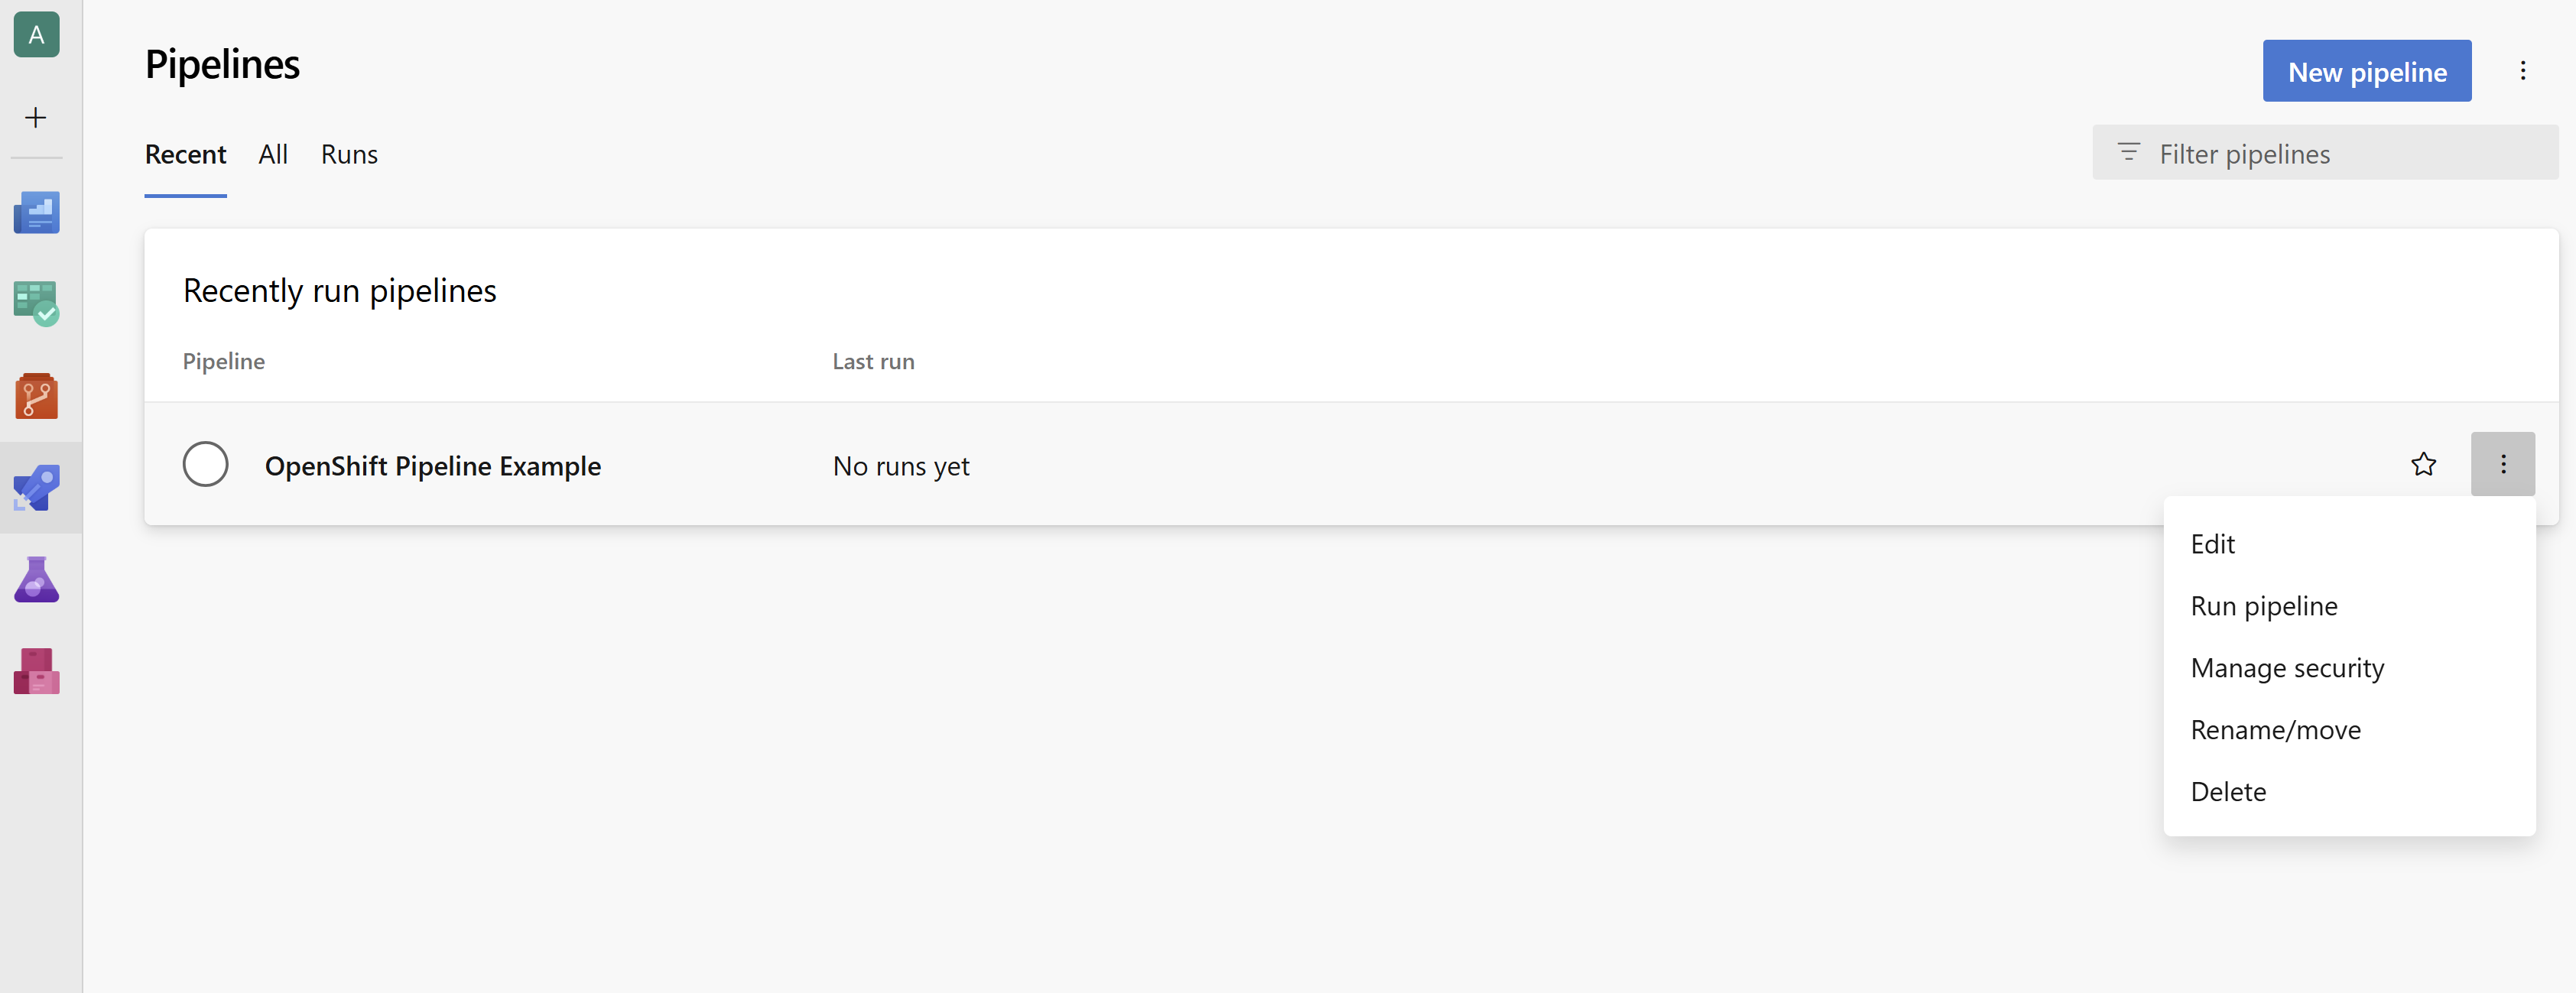 A
Pipelines
New pipeline
Recent All Runs
Filter pipelines
Recently run pipelines
Pipeline Last run
OpenShift Pipeline Example No runs yet
Edit
Run pipeline
Manage security
Rename/move
Delete